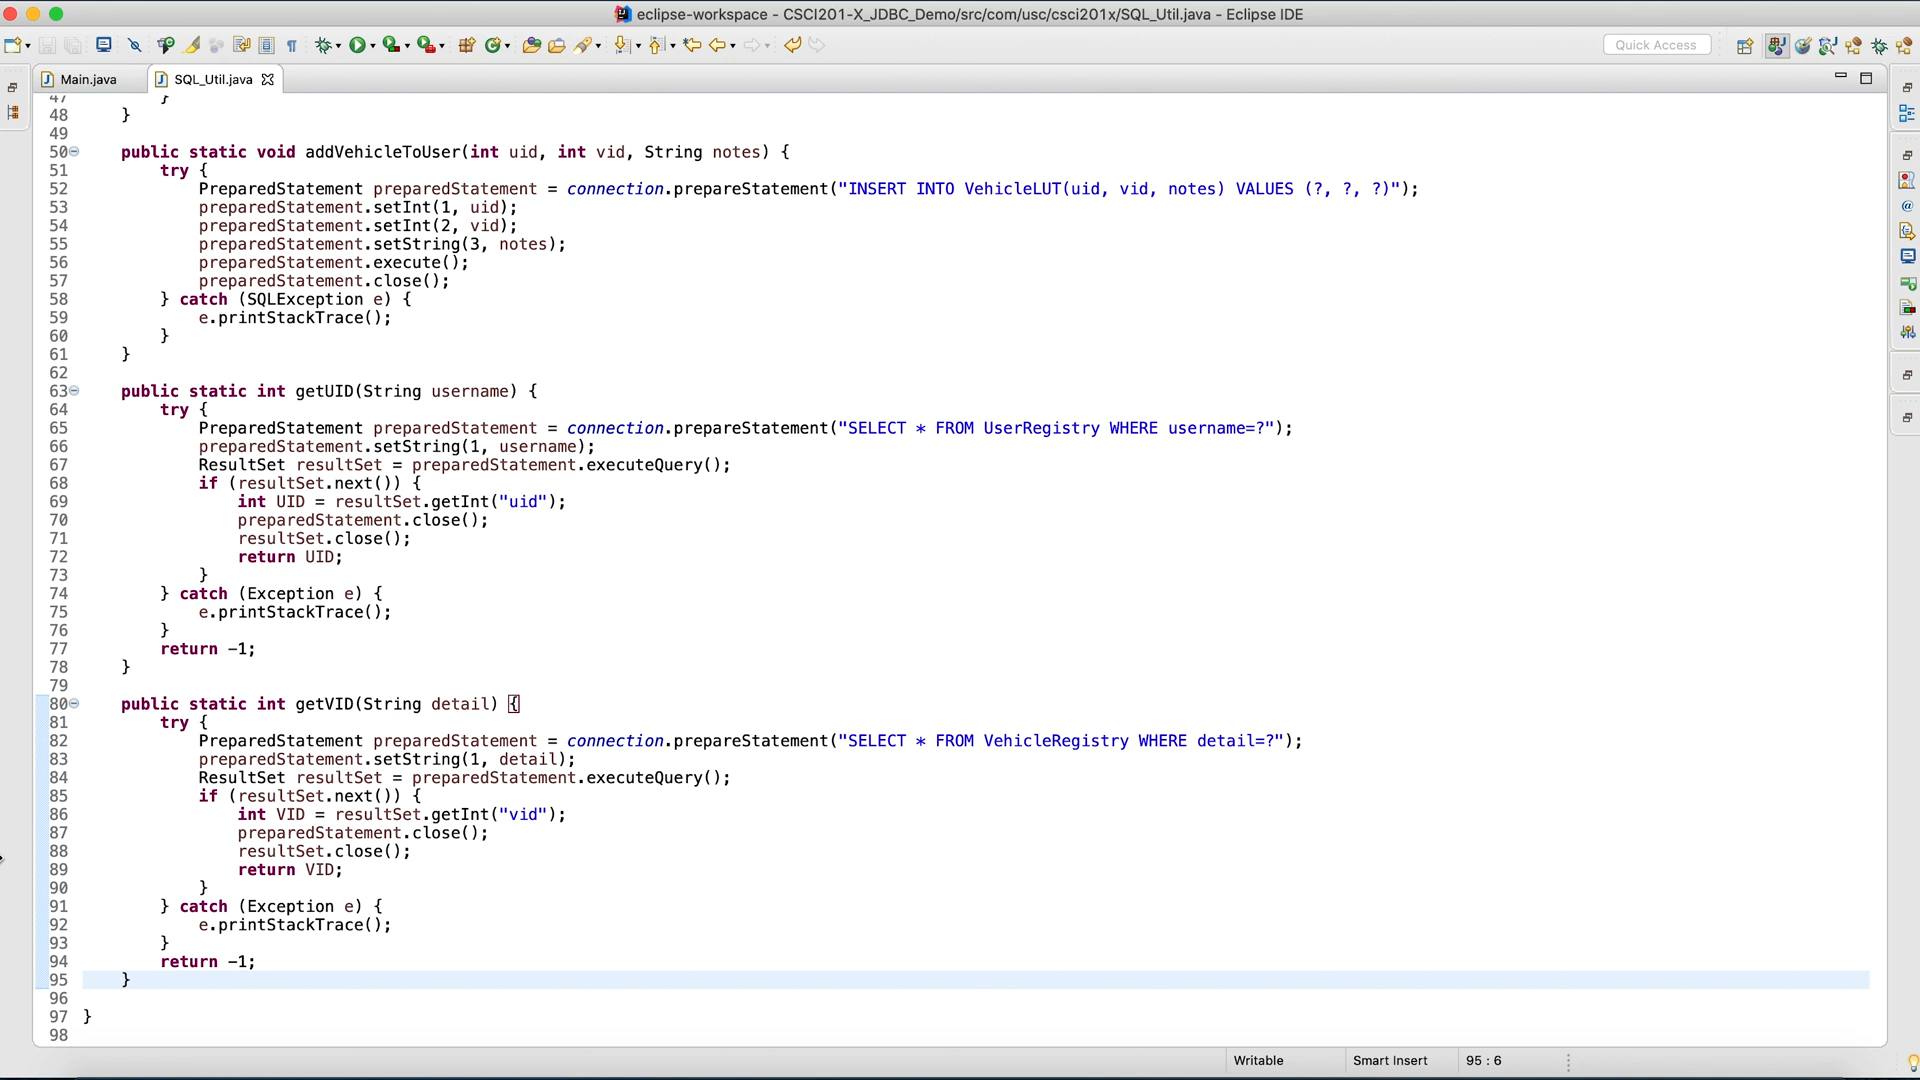 eclipse-workspace - CSCI201-X_JDBC_Demo/src/com/usc/csci201x/SQL_Util.java - Eclipse IDE
Quick Access
Main.java
SQL_Util.java
47 }
48 }
49
50 public static void addVehicleToUser(int uid, int vid, String notes) {
51 try {
52 PreparedStatement preparedStatement = connection.prepareStatement("INSERT INTO VehicleLUT(uid, vid, notes) VALUES (?, ?, ?)");
53 preparedStatement.setInt(1, uid);
54 preparedStatement.setInt(2, vid);
55 preparedStatement.setString(3, notes);
56 preparedStatement.execute();
57 preparedStatement.close();
58 } catch (SQLException e) {
59 e.printStackTrace();
60 }
61 }
62
63 public static int getUID(String username) {
64 try {
65 PreparedStatement preparedStatement = connection.prepareStatement("SELECT * FROM UserRegistry WHERE username=?");
66 preparedStatement.setString(1, username);
67 ResultSet resultSet = preparedStatement.executeQuery();
68 if (resultSet.next()) {
69 int UID = resultSet.getInt("uid");
70 preparedStatement.close();
71 resultSet.close();
72 return UID;
73 }
74 } catch (Exception e) {
75 e.printStackTrace();
76 }
77 return -1;
78 }
79
80 public static int getVID(String detail) {
81 try {
82 PreparedStatement preparedStatement = connection.prepareStatement("SELECT * FROM VehicleRegistry WHERE detail=?");
83 preparedStatement.setString(1, detail);
84 ResultSet resultSet = preparedStatement.executeQuery();
85 if (resultSet.next()) {
86 int VID = resultSet.getInt("vid");
87 preparedStatement.close();
88 resultSet.close();
89 return VID;
90 }
91 } catch (Exception e) {
92 e.printStackTrace();
93 }
94 return -1;
95 }
96
97 }
98
Writable
Smart Insert
95 : 6